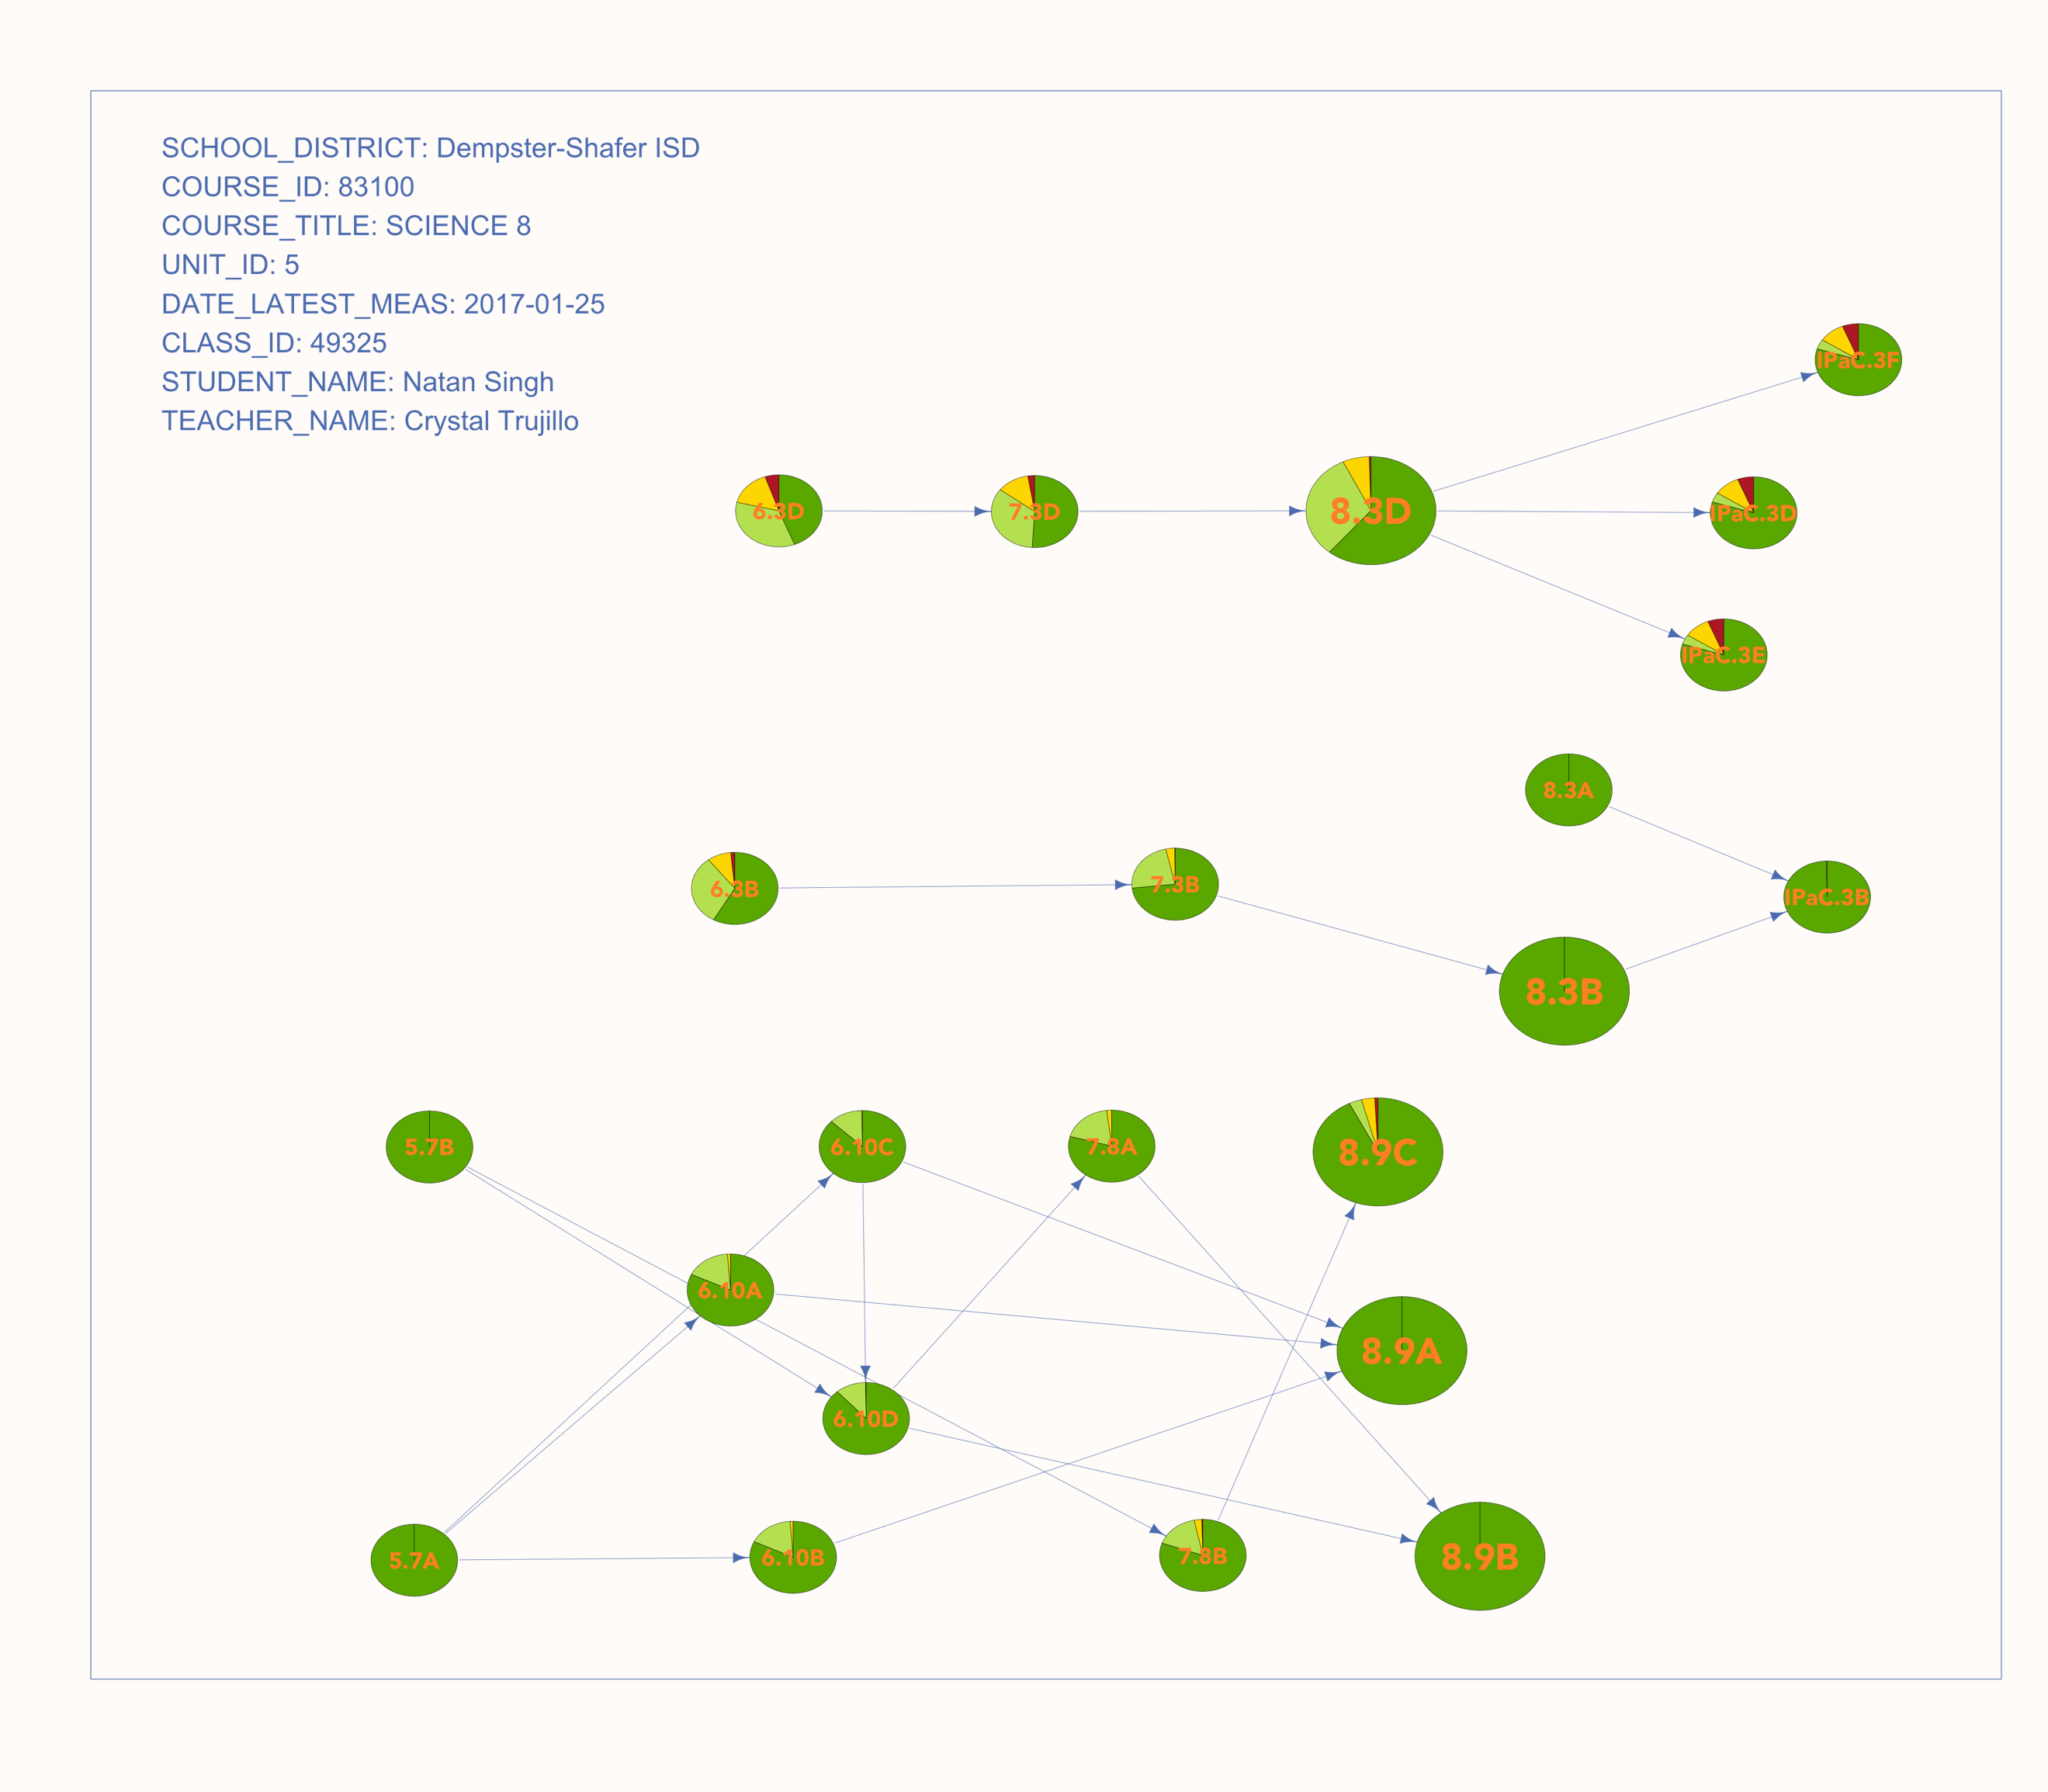 SCHOOL_DISTRICT: Dempster-Shafer ISD
COURSE_ID: 83100
COURSE_TITLE: SCIENCE 8
UNIT_ID: 5
DATE_LATEST_MEAS: 2017-01-25
CLASS_ID: 49325
STUDENT_NAME: Natan Singh
TEACHER_NAME: Crystal Trujillo
IPaC.3F
6.3D
7.3D
8.3D
IPaC.3D
IPaC.3E
8.3A
6.3B
7.3B
IPaC.3B
8.3B
5.7B
6.10C
7.8A
8.9C
6.10A
8.9A
6.10D
5.7A
6.10B
7.8B
8.9B